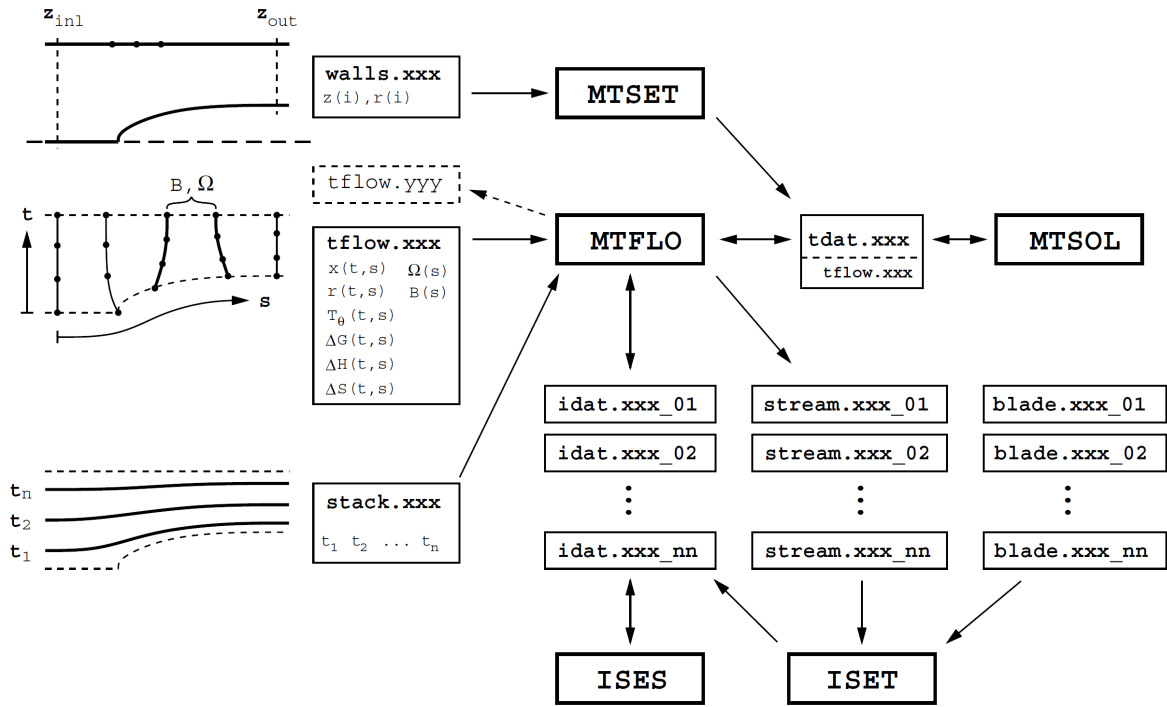 z_inl
z_out
walls.xxx
z(i),r(i)
MTSET
B,Ω
t
s
tflow.yyy
tflow.xxx
x(t,s) Ω(s)
r(t,s) B(s)
T_θ(t,s)
ΔG(t,s)
ΔH(t,s)
ΔS(t,s)
MTFLO
tdat.xxx
tflow.xxx
MTSOL
idat.xxx_01
stream.xxx_01
blade.xxx_01
idat.xxx_02
stream.xxx_02
blade.xxx_02
⋮ ⋮ ⋮
idat.xxx_nn
stream.xxx_nn
blade.xxx_nn
t_n
t_2
t_1
stack.xxx
t_1 t_2 ... t_n
ISES
ISET